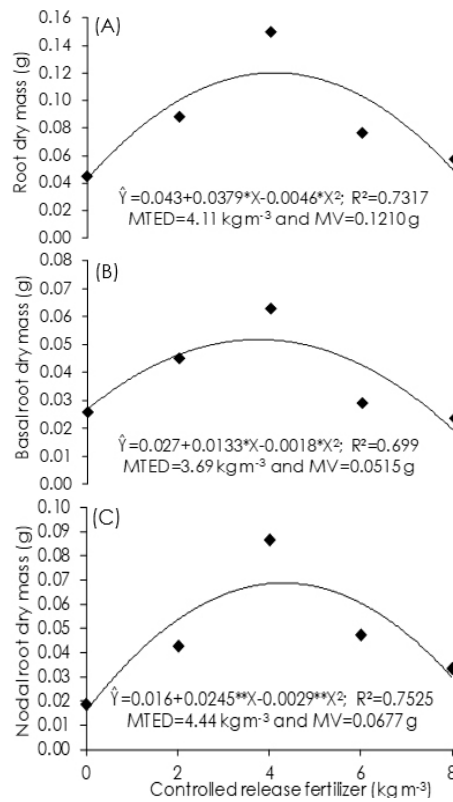 (A)
Root dry mass (g)
0.16
0.14
0.12
0.10
0.08
0.06
0.04
0.02
0.00
Ŷ=0.043+0.0379*X-0.0046*X²; R²=0.7317
MTED=4.11 kg m⁻³ and MV=0.1210 g
(B)
Basal root dry mass (g)
0.08
0.07
0.06
0.05
0.04
0.03
0.02
0.01
0.00
Ŷ=0.027+0.0133*X-0.0018*X²; R²=0.699
MTED=3.69 kg m⁻³ and MV=0.0515 g
(C)
Nodal root dry mass (g)
0.10
0.09
0.08
0.07
0.06
0.05
0.04
0.03
0.02
0.01
0.00
Ŷ=0.016+0.0245**X-0.0029**X²; R²=0.7525
MTED=4.44 kg m⁻³ and MV=0.0677 g
0 2 4 6 8
Controlled release fertilizer (kg m⁻³)